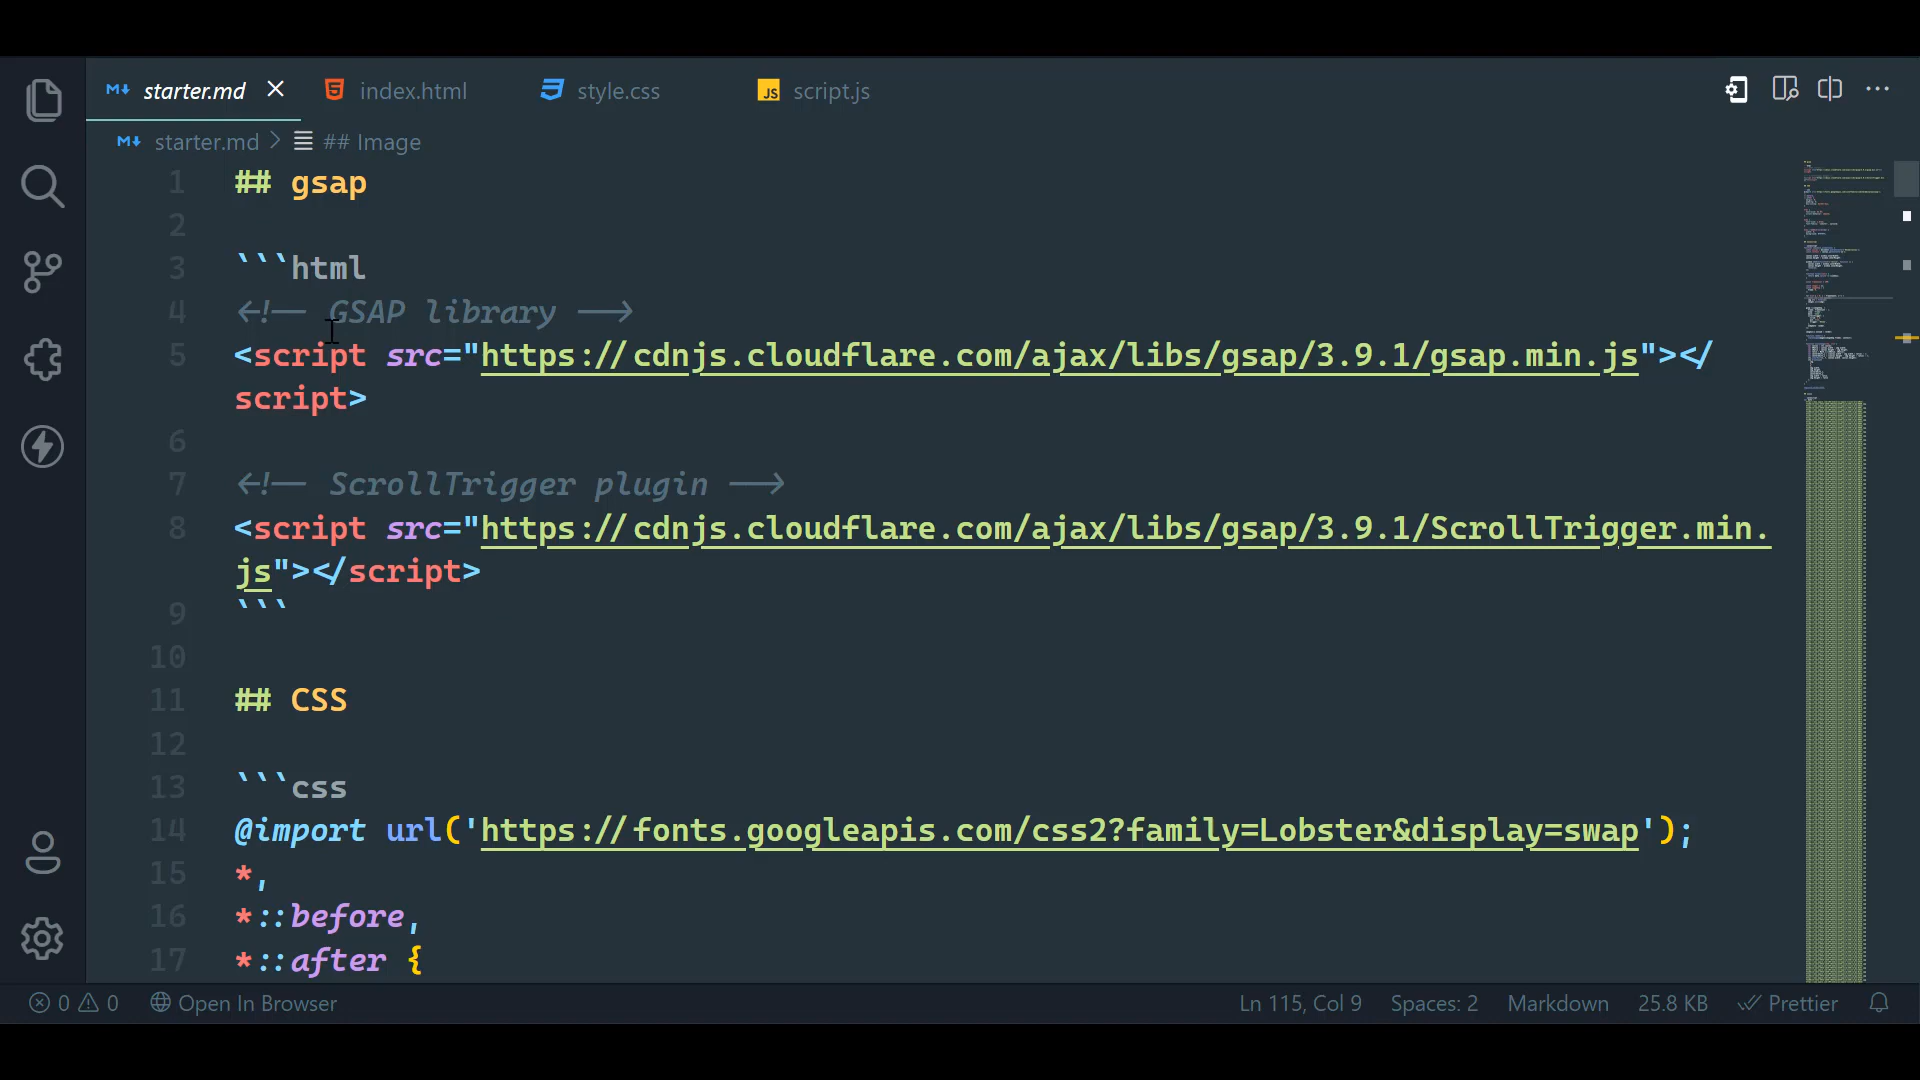 starter.md
index.html
style.css
JS script.js
starter.md > ## Image
1 ## gsap
2
3 ```html
4 <!-- GSAP library -->
5 <script src="https://cdnjs.cloudflare.com/ajax/libs/gsap/3.9.1/gsap.min.js"></
script>
6
7 <!-- ScrollTrigger plugin -->
8 <script src="https://cdnjs.cloudflare.com/ajax/libs/gsap/3.9.1/ScrollTrigger.min.
js"></script>
9 ```
10
11 ## CSS
12
13 ```css
14 @import url('https://fonts.googleapis.com/css2?family=Lobster&display=swap');
15 *,
16 *::before,
17 *::after {
0 0 Open In Browser Ln 115, Col 9 Spaces: 2 Markdown 25.8 KB Prettier